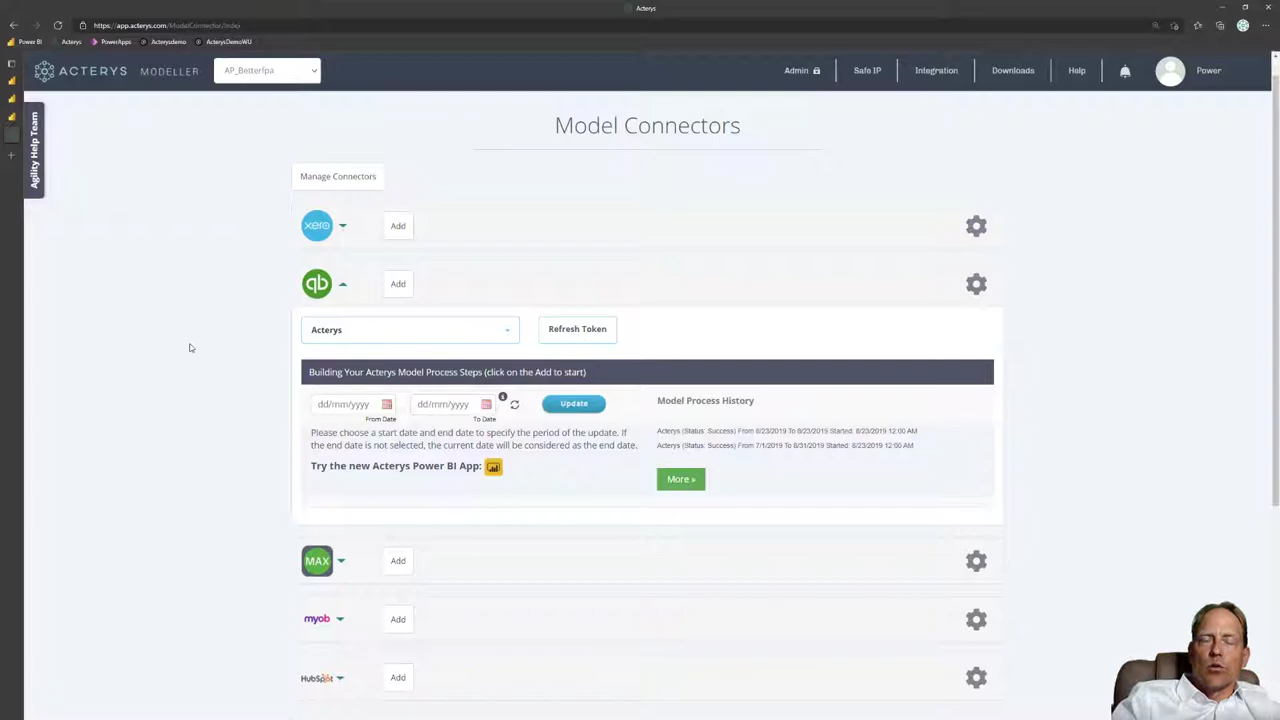 Acterys
https://app.acterys.com/ModelConnector/Index
Power BI
Acterys
PowerApps
Acterysdemo
ActerysDemoWU
ACTERYS MODELLER
AP_Betterfpa
Admin
Safe IP
Integration
Downloads
Help
Power
Agility Help Team
Model Connectors
Manage Connectors
xero
Add
qb
Add
Acterys
Refresh Token
Building Your Acterys Model Process Steps (click on the Add to start)
dd/mm/yyyy
From Date
dd/mm/yyyy
To Date
Update
Please choose a start date and end date to specify the period of the update. If
the end date is not selected, the current date will be considered as the end date.
Try the new Acterys Power BI App:
Model Process History
Acterys (Status: Success) From 8/23/2019 To 8/23/2019 Started: 8/23/2019 12:00 AM
Acterys (Status: Success) From 7/1/2019 To 8/31/2019 Started: 8/23/2019 12:00 AM
More »
MAX
Add
myob
Add
HubSpot
Add